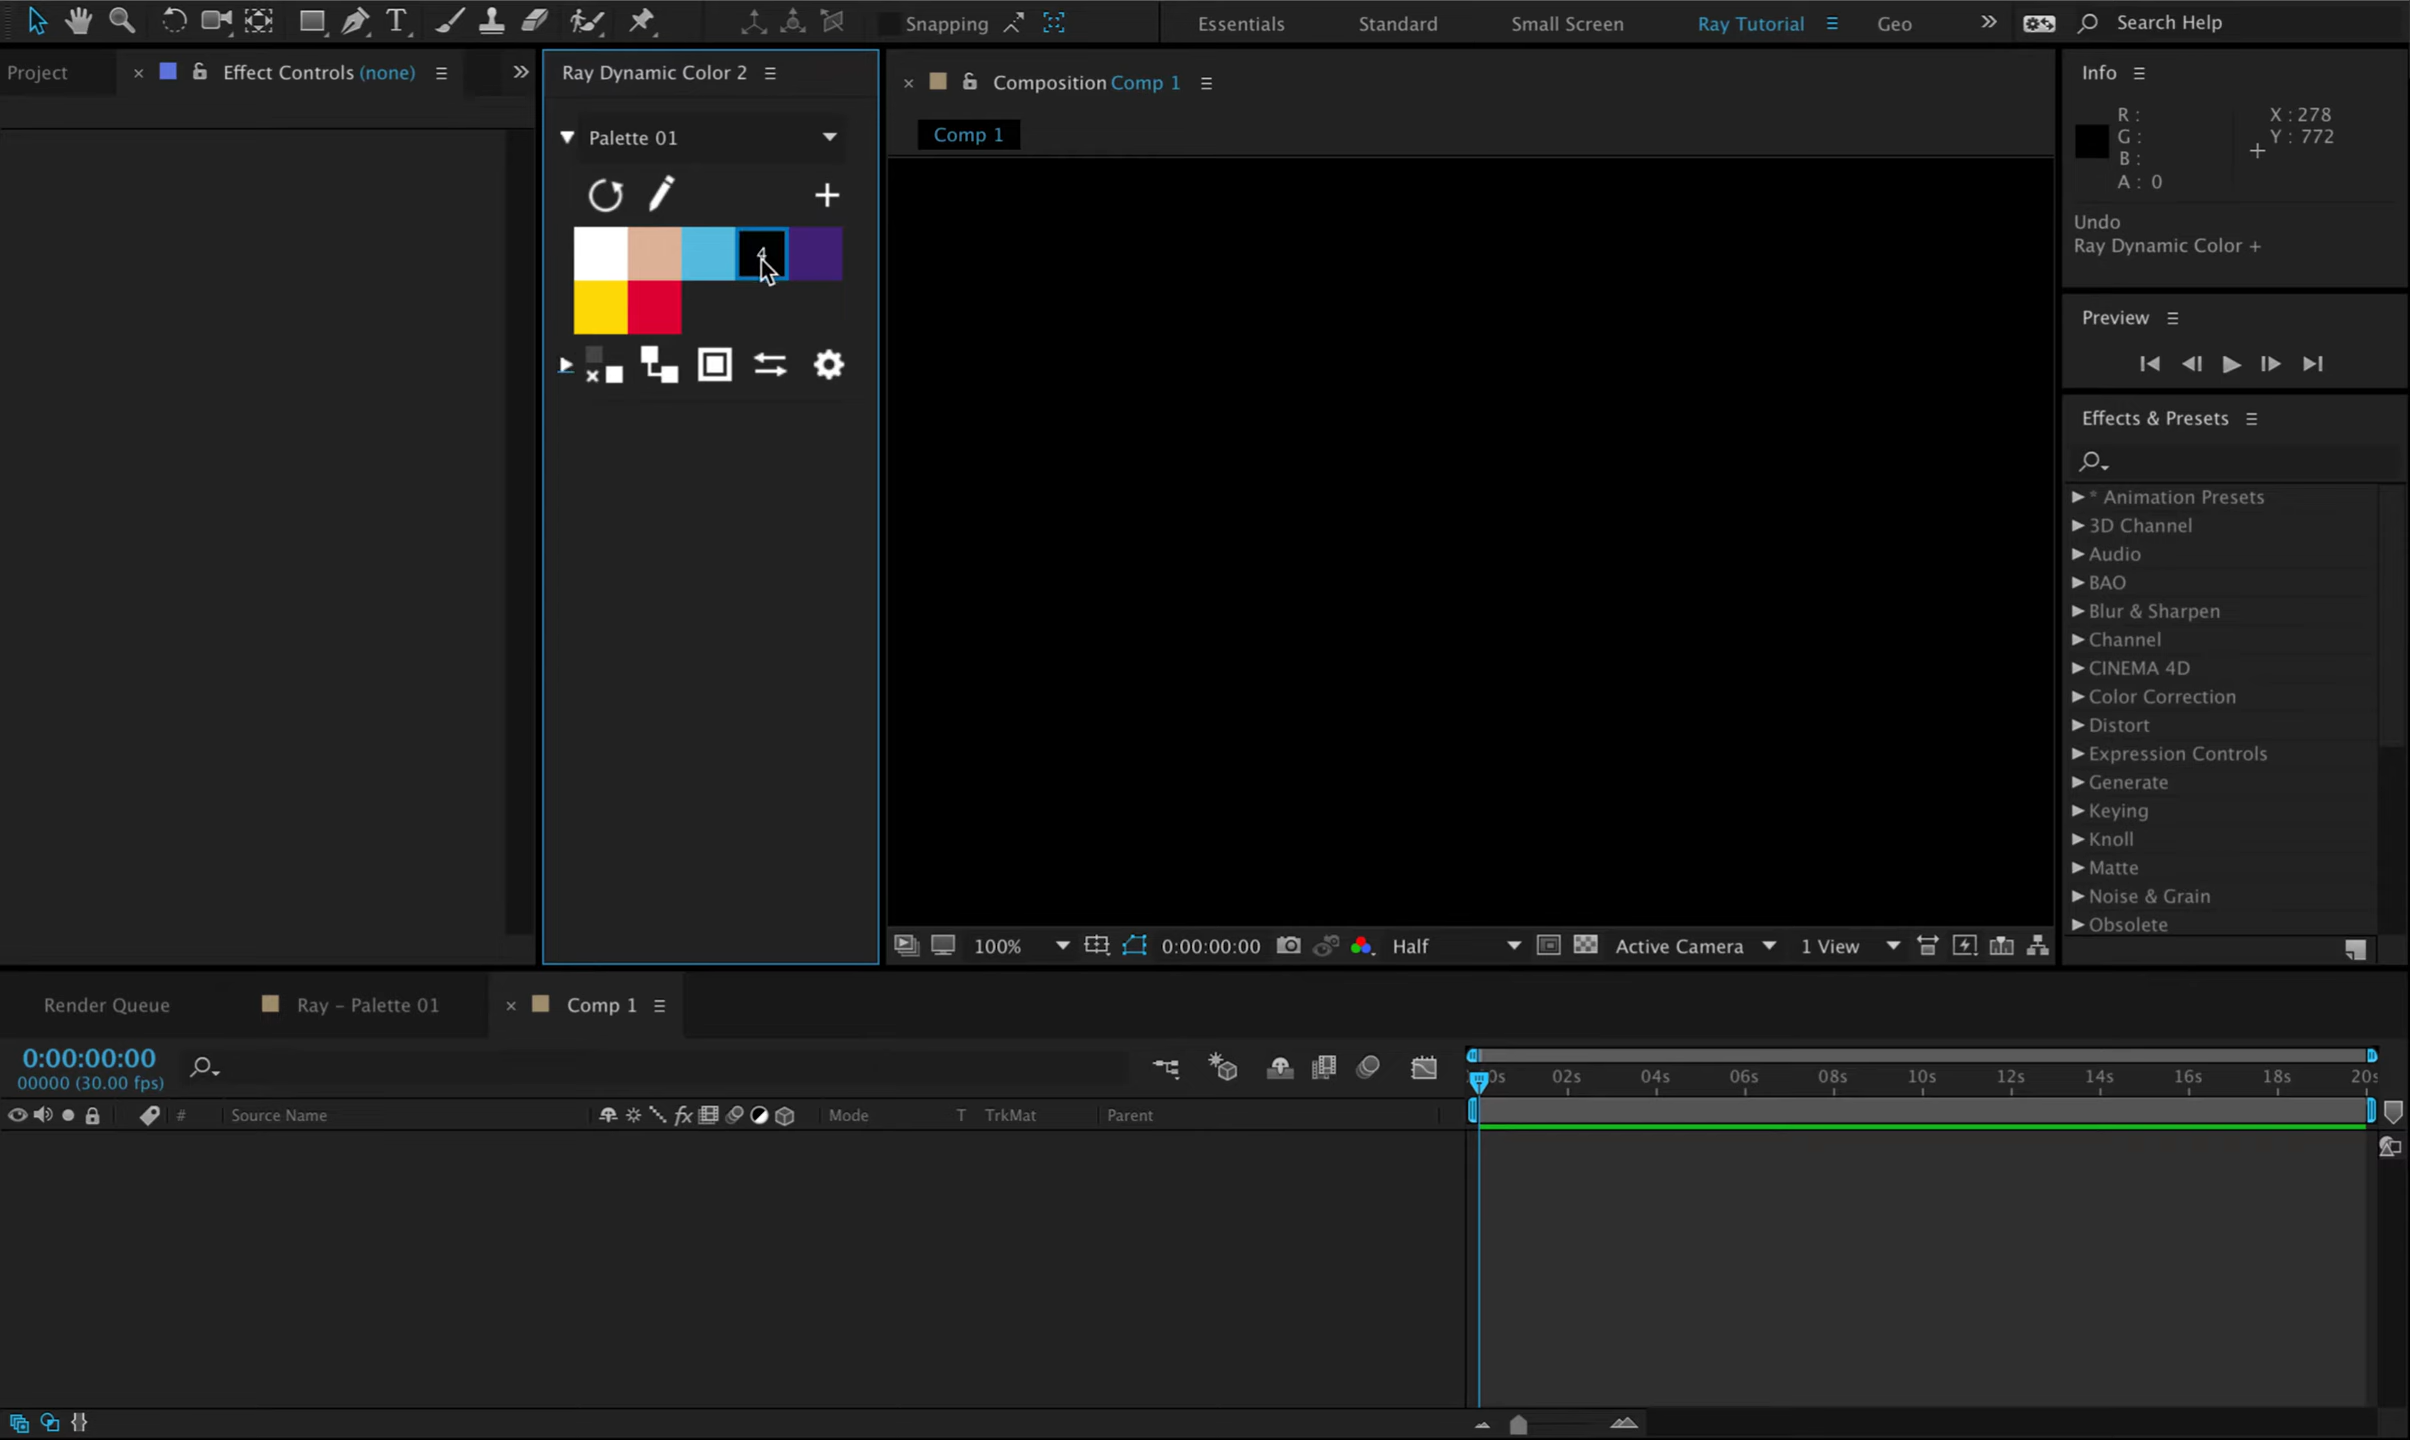 Snapping
Essentials
Standard
Small Screen
Ray Tutorial
Geo
Search Help
Project
Effect Controls (none)
Ray Dynamic Color 2
Composition Comp 1
Info
Palette 01
Comp 1
R :
G :
B :
A : 0
X : 278
Y : 772
Undo
Ray Dynamic Color +
4
Preview
Effects & Presets
* Animation Presets
3D Channel
Audio
BAO
Blur & Sharpen
Channel
CINEMA 4D
Color Correction
Distort
Expression Controls
Generate
Keying
Knoll
Matte
Noise & Grain
Obsolete
100%
0:00:00:00
Half
Active Camera
1 View
Render Queue
Ray – Palette 01
Comp 1
0:00:00:00
00000 (30.00 fps)
02s
04s
06s
08s
10s
12s
14s
16s
18s
#
Source Name
fx
Mode
T
TrkMat
Parent